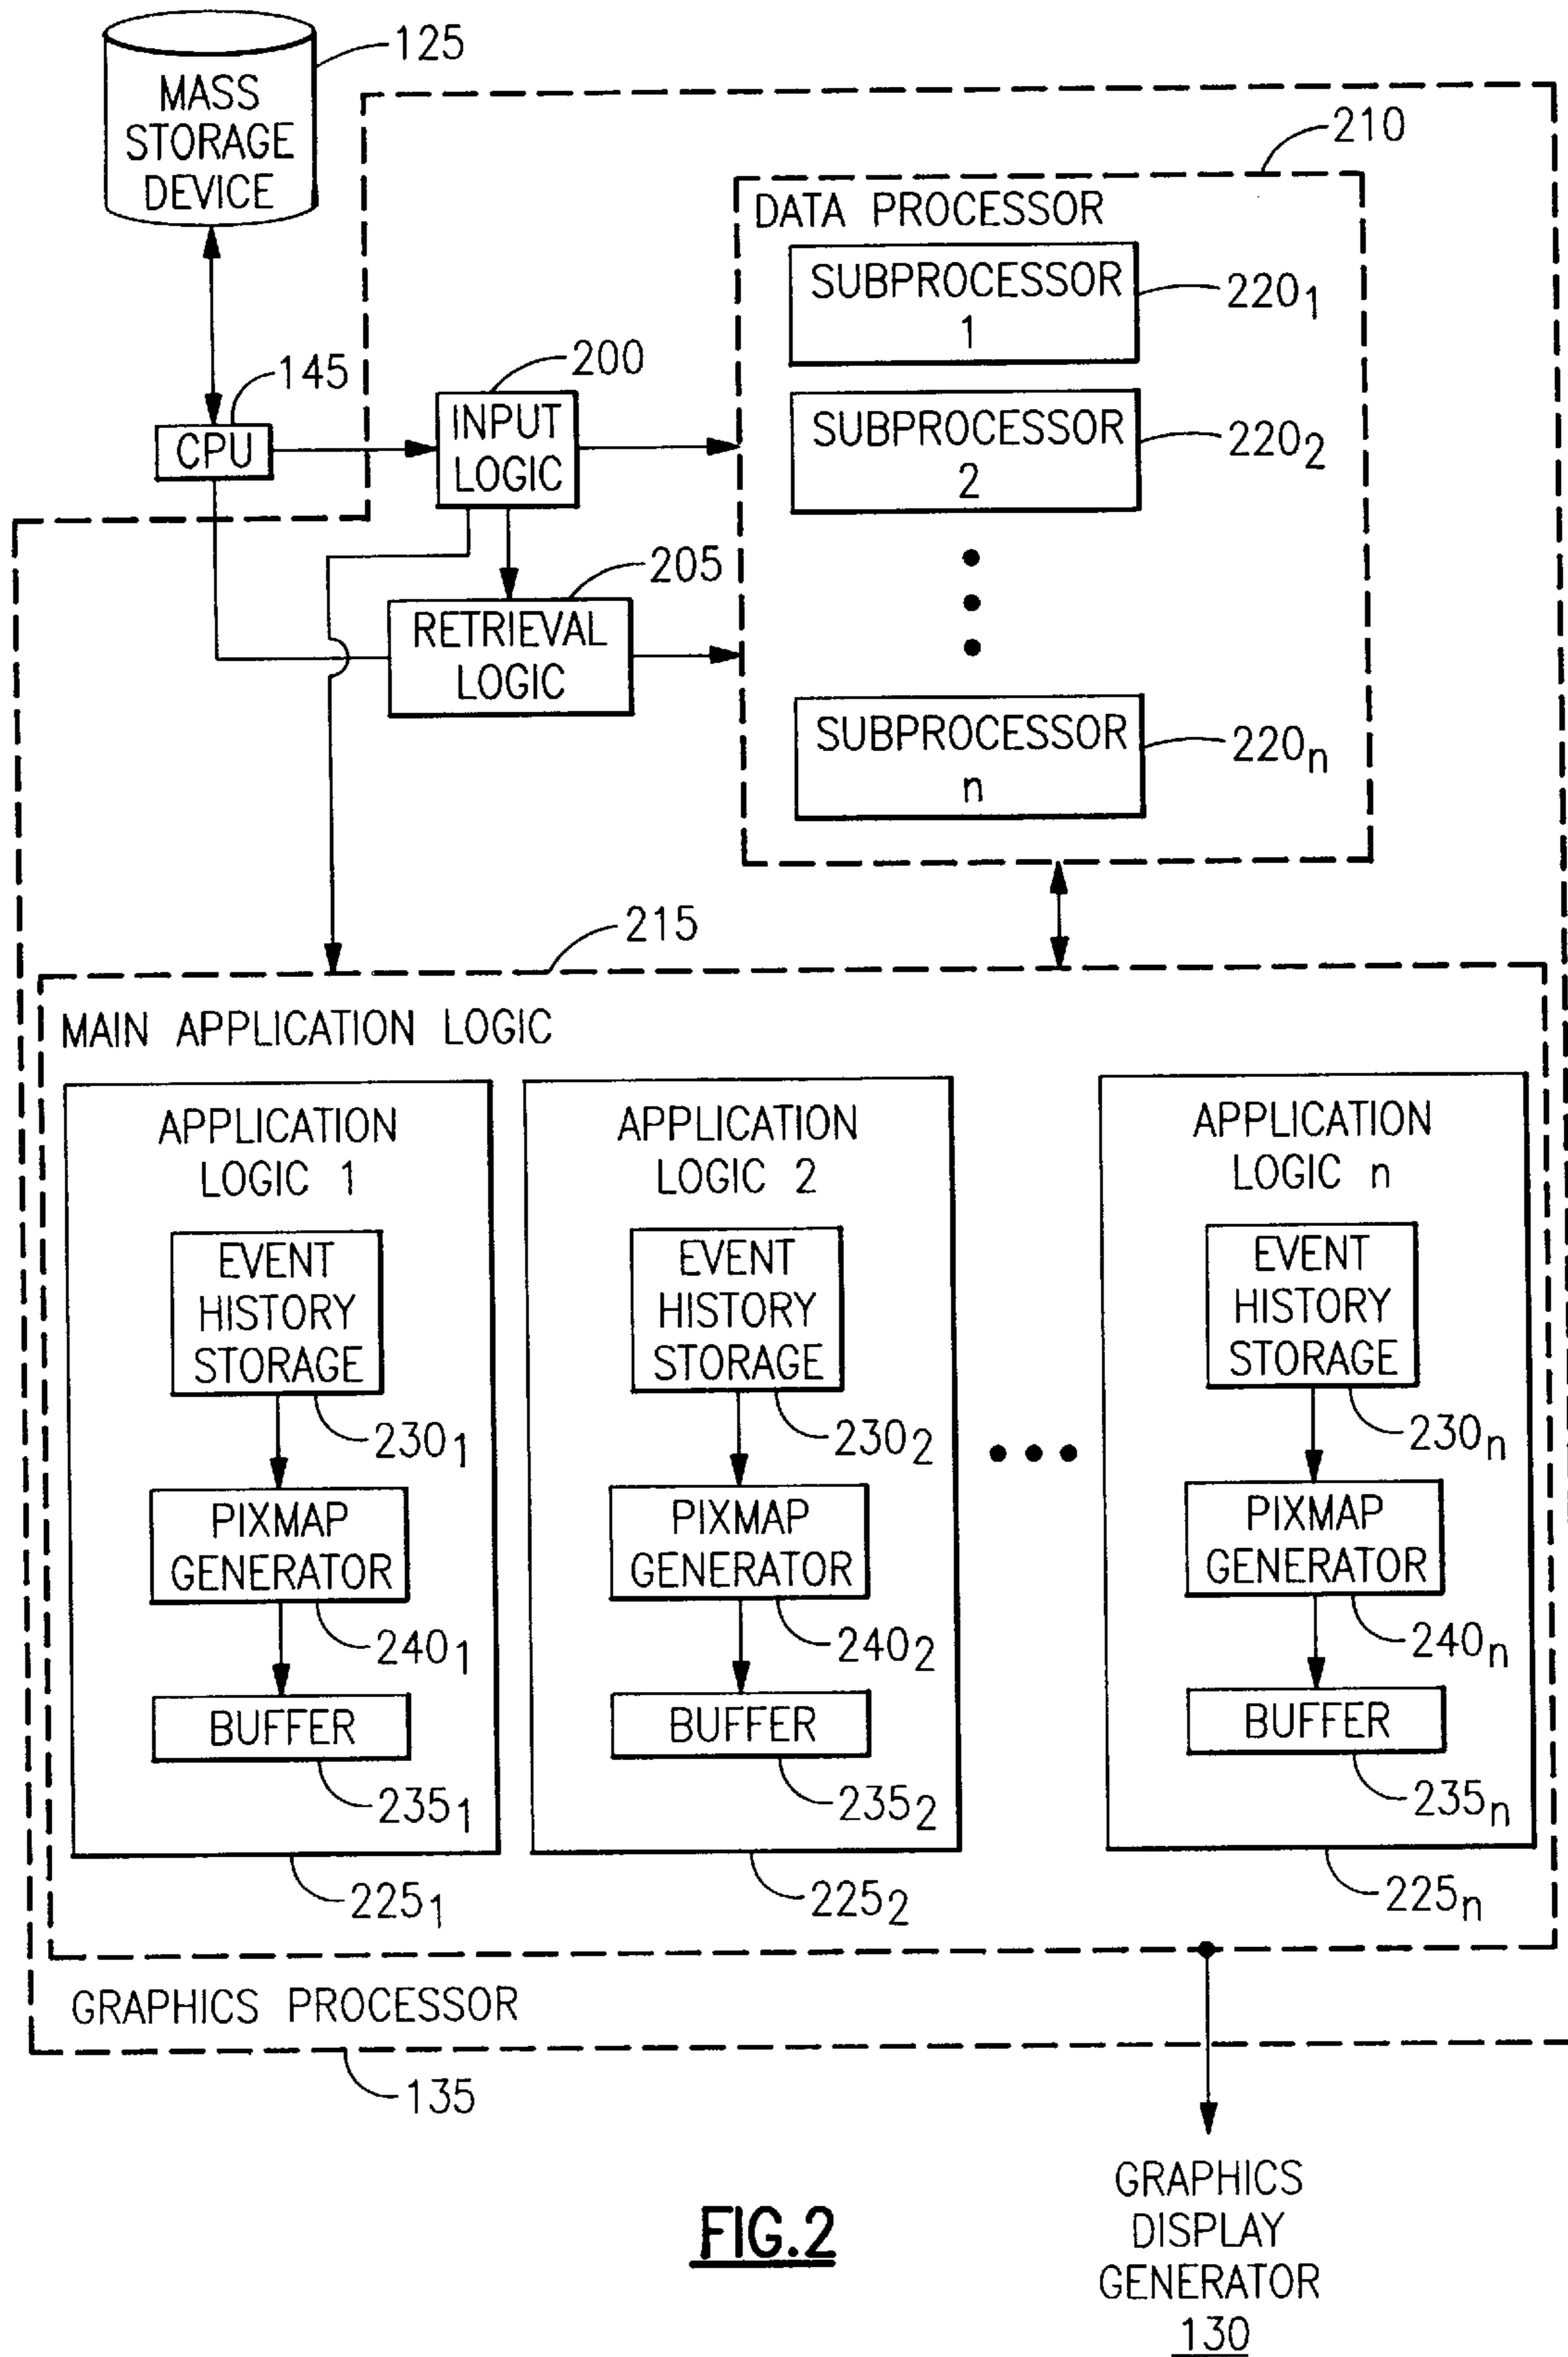 125
MASS
STORAGE
DEVICE
210
DATA PROCESSOR
SUBPROCESSOR
1
220₁
200
145
INPUT
LOGIC
CPU
SUBPROCESSOR
2
220₂
205
RETRIEVAL
LOGIC
SUBPROCESSOR
n
220ₙ
215
MAIN APPLICATION LOGIC
APPLICATION
LOGIC 1
EVENT
HISTORY
STORAGE
230₁
PIXMAP
GENERATOR
240₁
BUFFER
235₁
225₁
APPLICATION
LOGIC 2
EVENT
HISTORY
STORAGE
230₂
PIXMAP
GENERATOR
240₂
BUFFER
235₂
225₂
APPLICATION
LOGIC n
EVENT
HISTORY
STORAGE
230ₙ
PIXMAP
GENERATOR
240ₙ
BUFFER
235ₙ
225ₙ
GRAPHICS PROCESSOR
135
GRAPHICS
DISPLAY
GENERATOR
130
FIG.2